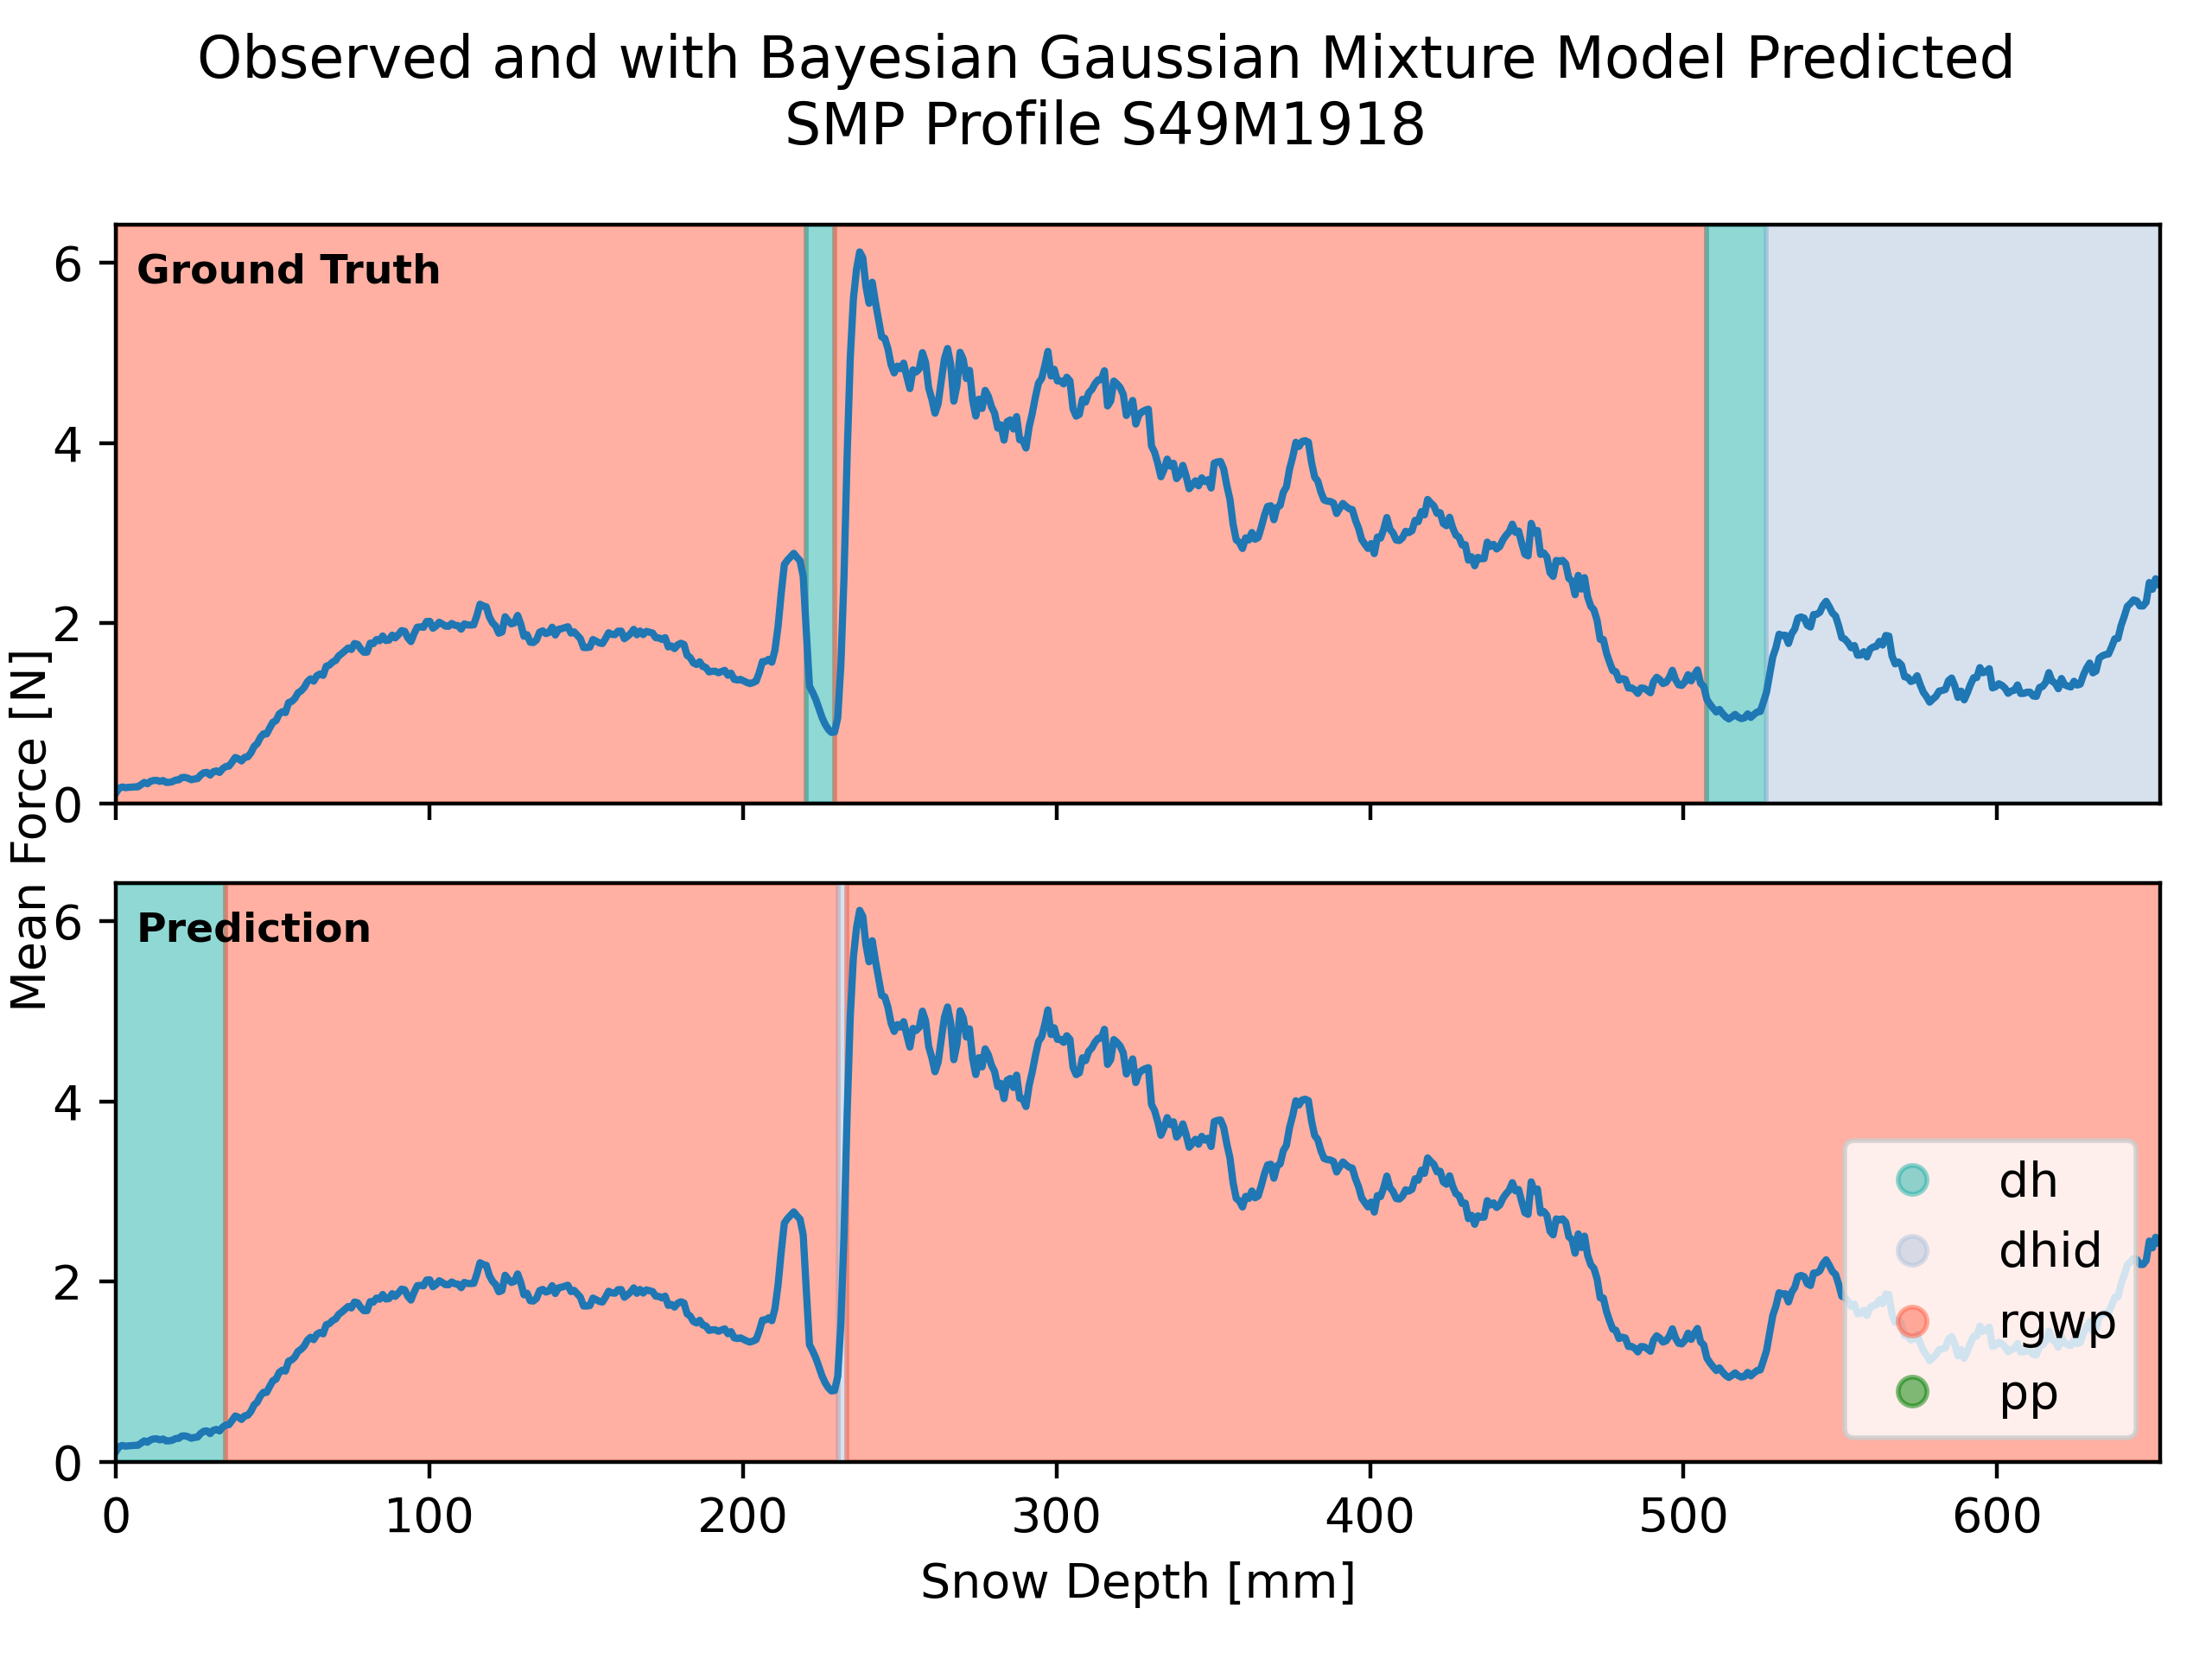 Observed and with Bayesian Gaussian Mixture Model Predicted
SMP Profile S49M1918
Ground Truth
6
4
2
0
Mean Force [N]
Prediction
6
4
2
0
dh
dhid
rgwp
pp
0 100 200 300 400 500 600
Snow Depth [mm]